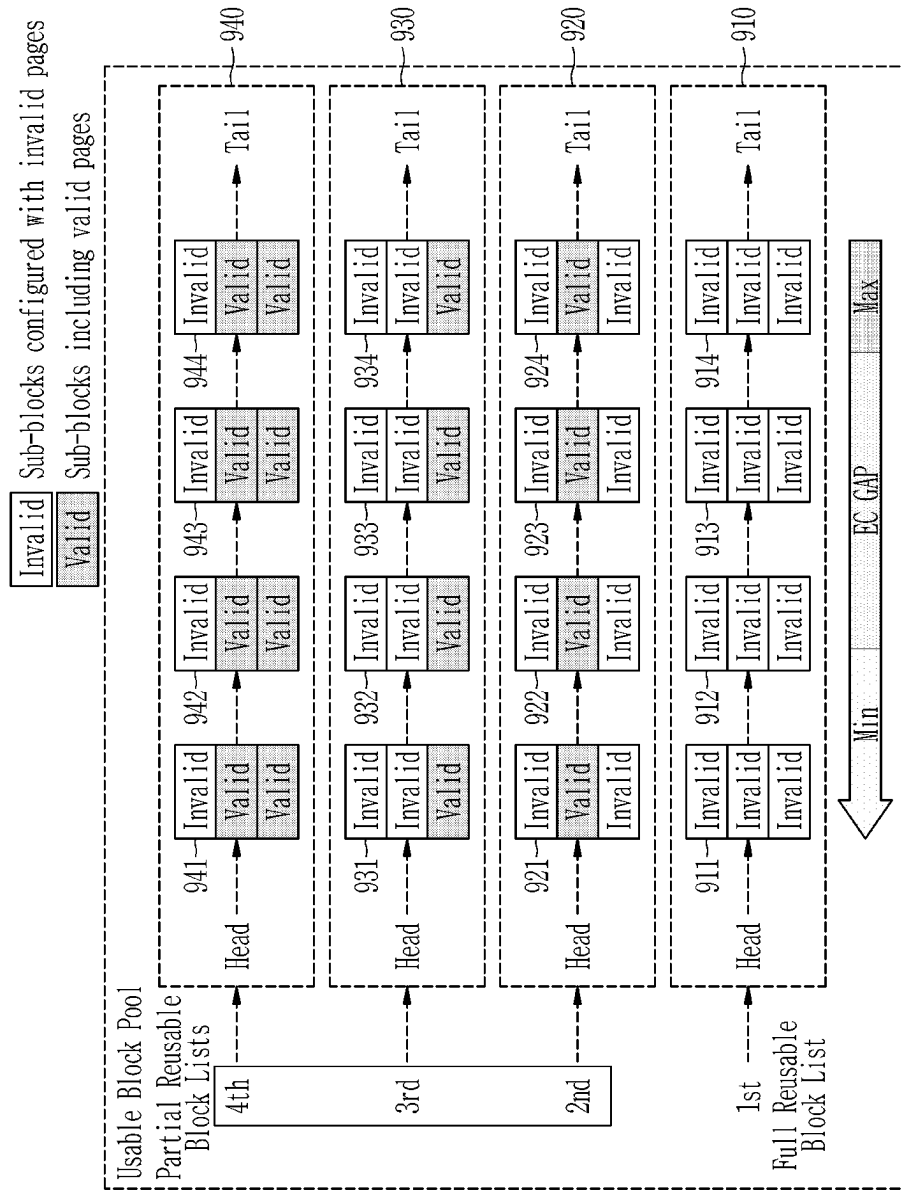 Invalid Sub-blocks configured with invalid pages
Valid Sub-blocks including valid pages
Usable Block Pool
Partial Reusable
Block Lists
4th
Head
941
Invalid
Valid
Valid
942
Invalid
Valid
Valid
943
Invalid
Valid
Valid
944
Invalid
Valid
Valid
Tail
940
3rd
Head
931
Invalid
Invalid
Valid
932
Invalid
Invalid
Valid
933
Invalid
Invalid
Valid
934
Invalid
Invalid
Valid
Tail
930
2nd
Head
921
Invalid
Valid
Invalid
922
Invalid
Valid
Invalid
923
Invalid
Valid
Invalid
924
Invalid
Valid
Invalid
Tail
920
1st
Full Reusable
Block List
Head
911
Invalid
Invalid
Invalid
912
Invalid
Invalid
Invalid
913
Invalid
Invalid
Invalid
914
Invalid
Invalid
Invalid
Tail
910
Min
EC GAP
Max